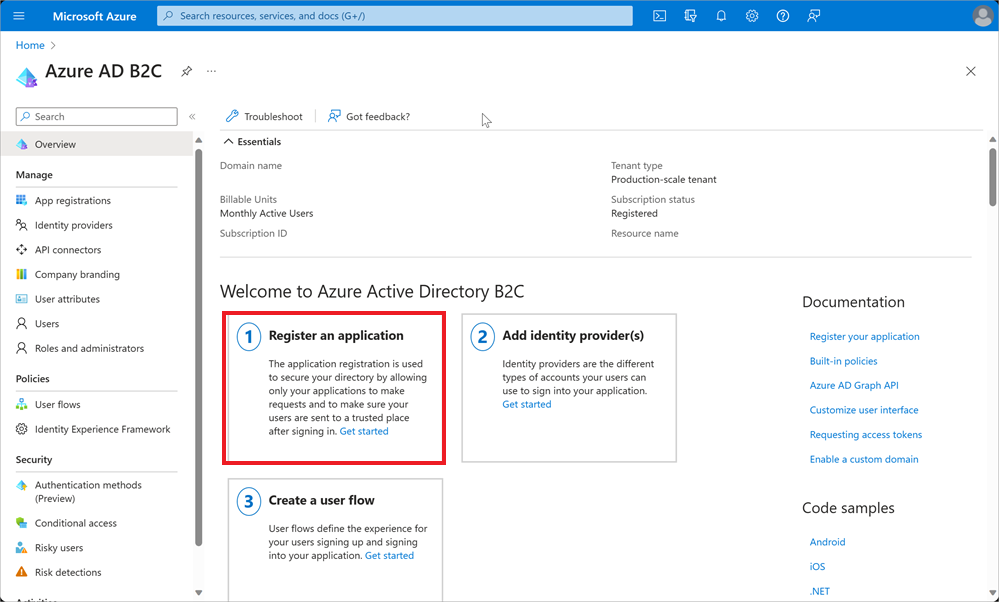 Microsoft Azure
Search resources, services, and docs (G+/)
Home
Azure AD B2C
Search
Overview
Manage
App registrations
Identity providers
API connectors
Company branding
User attributes
Users
Roles and administrators
Policies
User flows
Identity Experience Framework
Security
Authentication methods
(Preview)
Conditional access
Risky users
Risk detections
Activities
Troubleshoot
Got feedback?
Essentials
Domain name
Billable Units
Monthly Active Users
Subscription ID
Tenant type
Production-scale tenant
Subscription status
Registered
Resource name
Welcome to Azure Active Directory B2C
1 Register an application
The application registration is used
to secure your directory by allowing
only your applications to make
requests and to make sure your
users are sent to a trusted place
after signing in. Get started
2 Add identity provider(s)
Identity providers are the different
types of accounts your users can
use to sign into your application.
Get started
3 Create a user flow
User flows define the experience for
your users signing up and signing
into your application. Get started
Documentation
Register your application
Built-in policies
Azure AD Graph API
Customize user interface
Requesting access tokens
Enable a custom domain
Code samples
Android
iOS
.NET